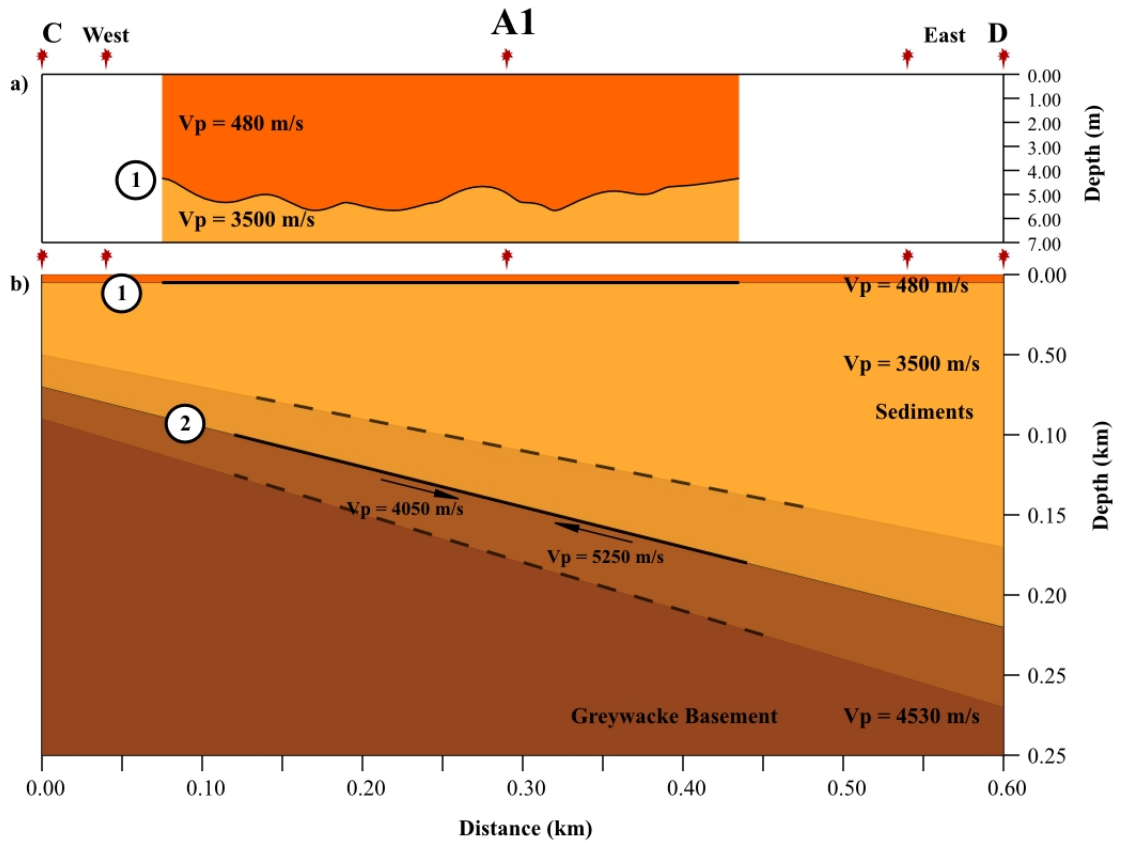 C West A1 East D
a)
0.00
1.00
Vp = 480 m/s
2.00
3.00
1
4.00
5.00
Vp = 3500 m/s
6.00
7.00
Depth (m)
b)
0.00
1
Vp = 480 m/s
Vp = 3500 m/s
0.50
Sediments
2
0.10
Vp = 4050 m/s
0.15
Vp = 5250 m/s
0.20
0.25
Greywacke Basement
Vp = 4530 m/s
0.25
Depth (km)
0.00 0.10 0.20 0.30 0.40 0.50 0.60
Distance (km)